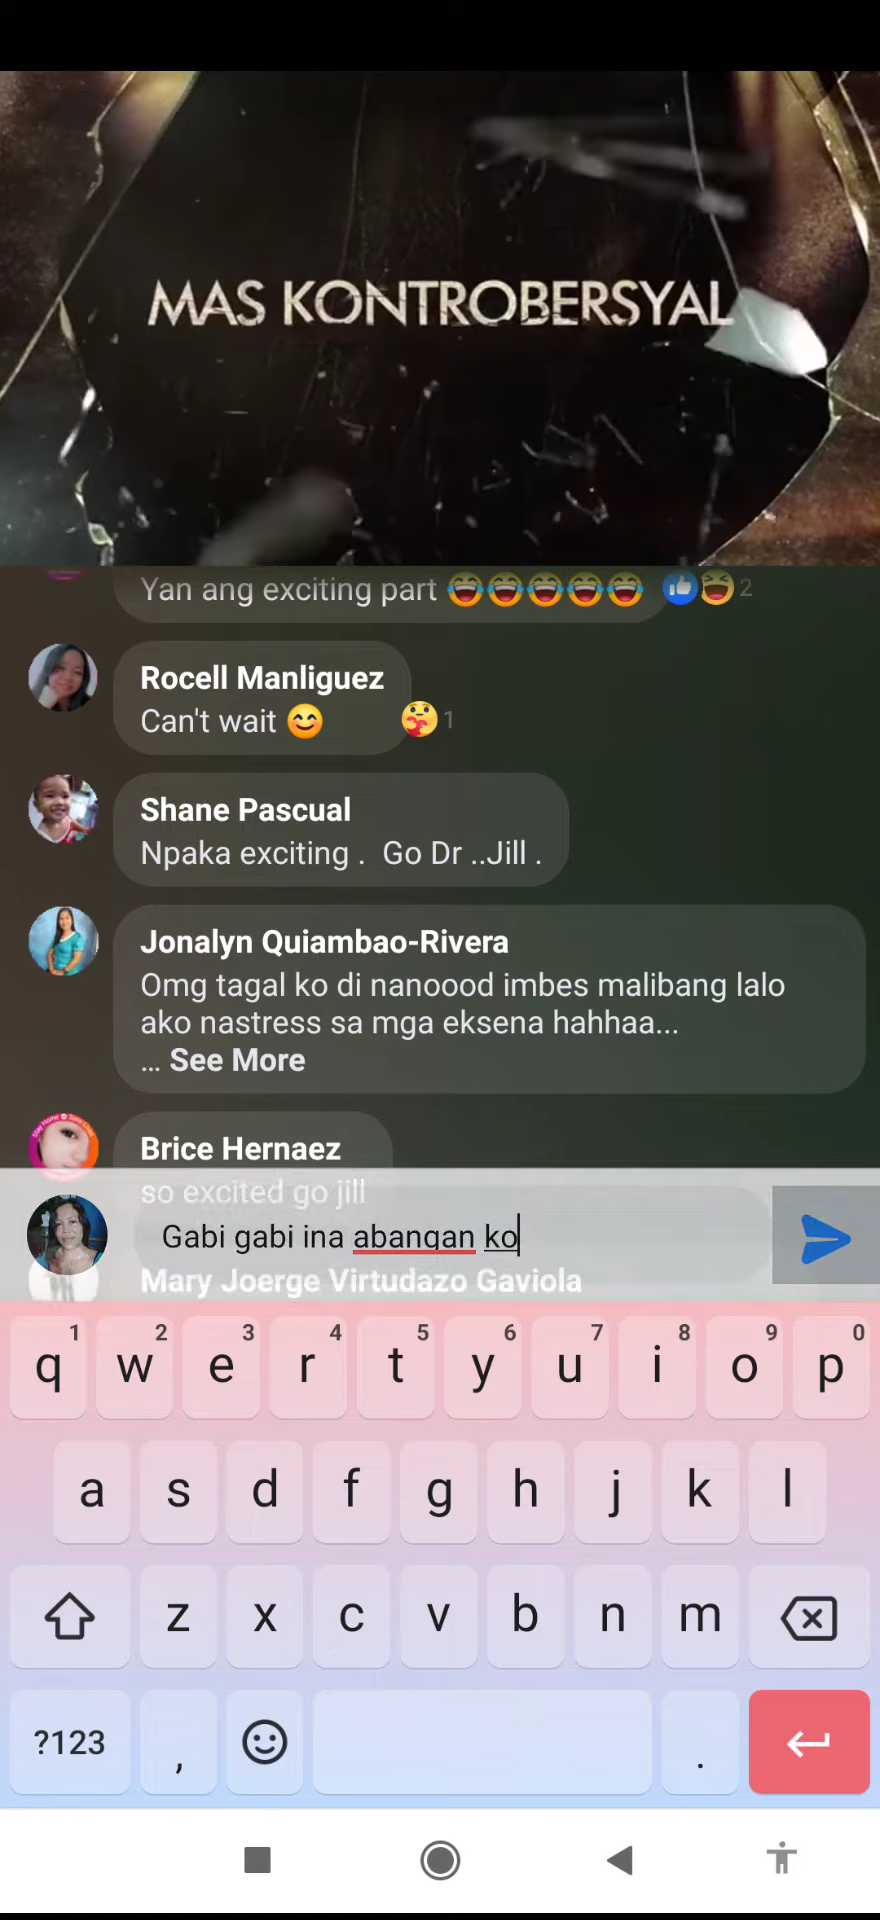 MAS KONTROBERSYAL
Yan ang exciting part 😂😂😂😂😂 2
Rocell Manliguez
Can't wait 😊 1
Shane Pascual
Npaka exciting .  Go Dr ..Jill .
Jonalyn Quiambao-Rivera
Omg tagal ko di nanoood imbes malibang lalo
ako nastress sa mga eksena hahhaa...
... See More
Brice Hernaez
so excited go jill
Gabi gabi ina abangan ko
Mary Joerge Virtudazo Gaviola
1 2 3 4 5 6 7 8 9 0
q w e r t y u i o p
a s d f g h j k l
z x c v b n m
?123 , .